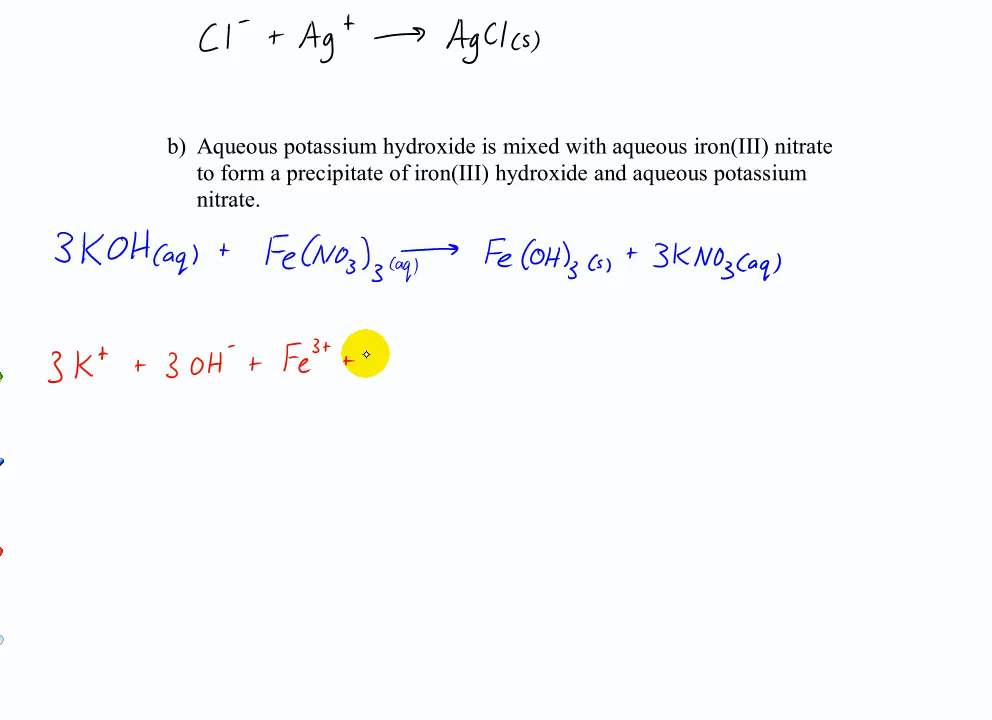 Cl⁻ + Ag⁺ → AgCl(s)
b) Aqueous potassium hydroxide is mixed with aqueous iron(III) nitrate
to form a precipitate of iron(III) hydroxide and aqueous potassium
nitrate.
3KOH(aq) + Fe(NO₃)₃(aq) → Fe(OH)₃(s) + 3KNO₃(aq)
3K⁺ + 3OH⁻ + Fe³⁺ +